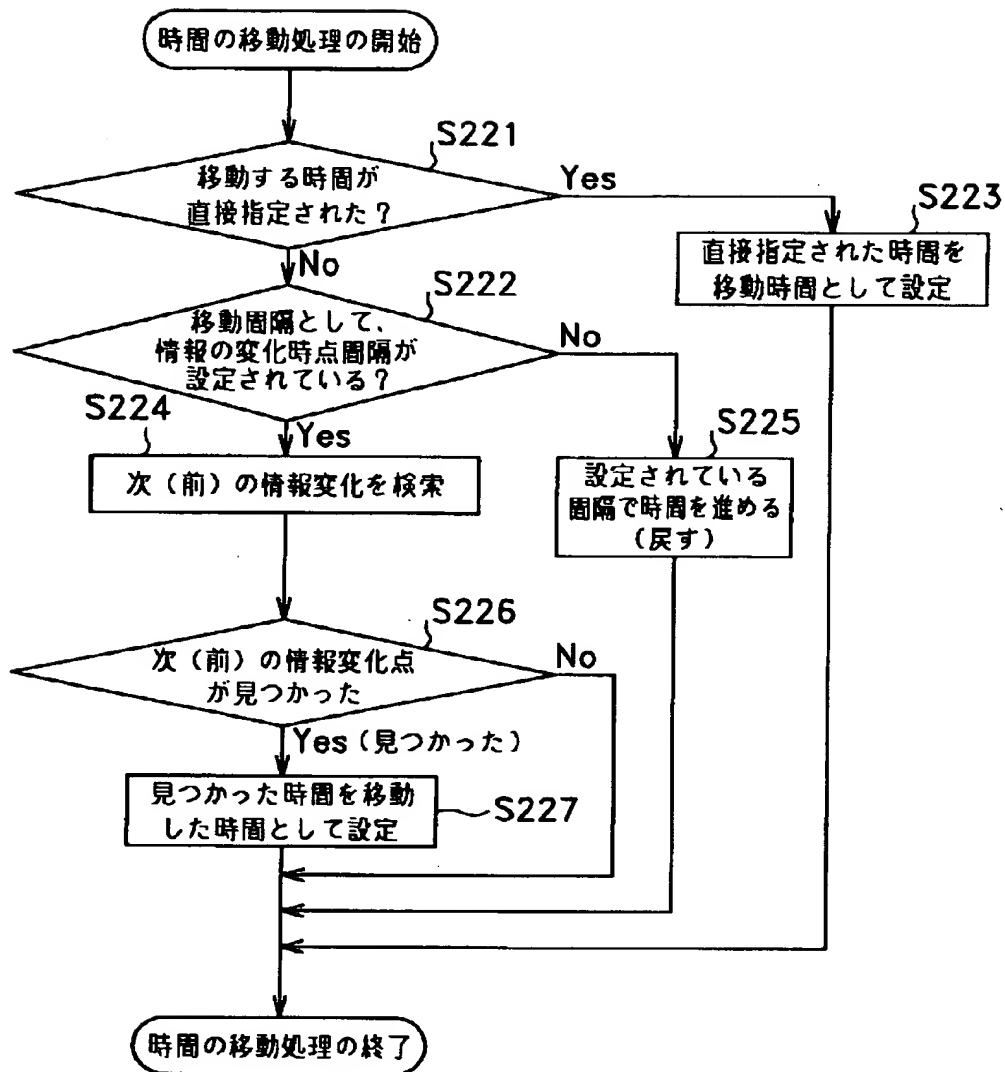 時間の移動処理の開始
S221
移動する時間が
直接指定された?
Yes
No
S223
直接指定された時間を
移動時間として設定
S222
移動間隔として、
情報の変化時点間隔が
設定されている?
No
Yes
S224
次(前)の情報変化を検索
S225
設定されている
間隔で時間を進める
(戻す)
S226
次(前)の情報変化点
が見つかった
No
Yes(見つかった)
見つかった時間を移動
した時間として設定
S227
時間の移動処理の終了